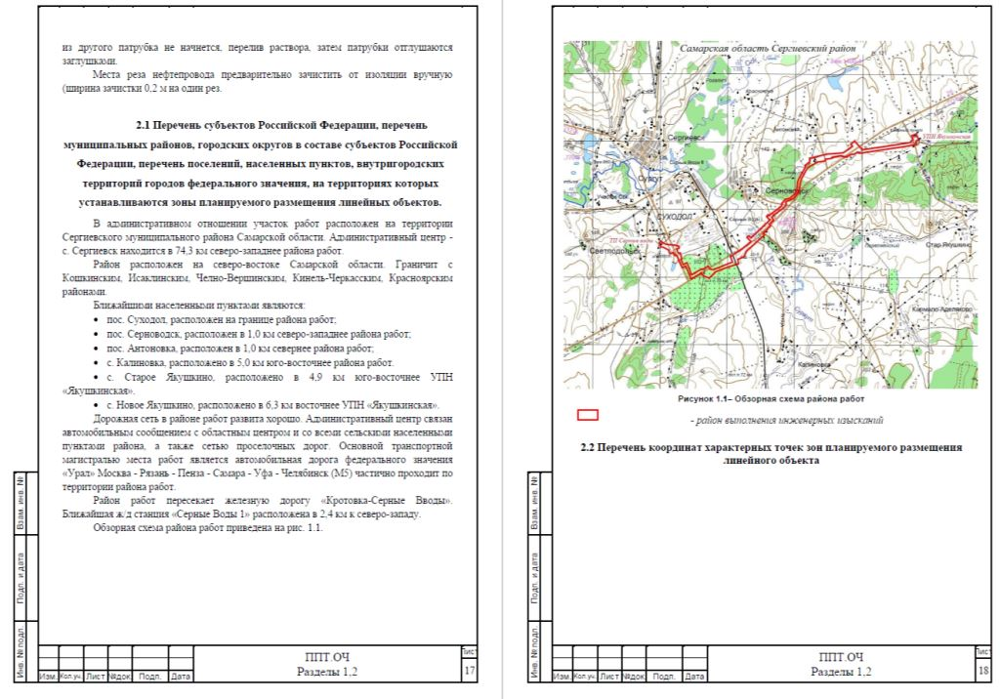 из другого патрубка не начнется, перелив раствора, затем патрубки отглушаются
заглушками.
Места реза нефтепровода предварительно зачистить от изоляции вручную
(ширина зачистки 0,2 м на один рез.
2.1 Перечень субъектов Российской Федерации, перечень
муниципальных районов, городских округов в составе субъектов Российской
Федерации, перечень поселений, населенных пунктов, внутригородских
территорий городов федерального значения, на территориях которых
устанавливаются зоны планируемого размещения линейных объектов.
В административном отношении участок работ расположен на территории
Сергиевского муниципального района Самарской области. Административный центр -
с. Сергиевск находится в 74,3 км северо-западнее района работ.
Район расположен на северо-востоке Самарской области. Граничит с
Кошкинским, Исаклинским, Челно-Вершинским, Кинель-Черкасским, Красноярским
районами.
Ближайшими населенными пунктами являются:
• пос. Суходол, расположен на границе района работ;
• пос. Серноводск, расположен в 1,0 км северо-западнее района работ;
• пос. Антоновка, расположен в 1,0 км севернее района работ;
• с. Калиновка, расположено в 5,0 км юго-восточнее района работ.
• с. Старое Якушкино, расположено в 4,9 км юго-восточнее УПН
«Якушкинская».
• с. Новое Якушкино, расположено в 6,3 км восточнее УПН «Якушкинская».
Дорожная сеть в районе работ развита хорошо. Административный центр связан
автомобильным сообщением с областным центром и со всеми сельскими населенными
пунктами района, а также сетью проселочных дорог. Основной транспортной
магистралью места работ является автомобильная дорога федерального значения
«Урал» Москва - Рязань - Пенза - Самара - Уфа - Челябинск (М5) частично проходит по
территории района работ.
Район работ пересекает железную дорогу «Кротовка-Серные Вводы».
Ближайшая ж/д станция «Серные Воды 1» расположена в 2,4 км к северо-западу.
Обзорная схема района работ приведена на рис. 1.1.
Взам. инв. №
Подп. и дата
Инв. № подл.
Изм. Кол.уч. Лист №док. Подп. Дата
ППТ.ОЧ
Разделы 1,2
Лист
17
Самарская область Сергиевский район
Сергиевск
Сургут
СУХОДОЛ
Серноводск
Светлодольск
Стар.Якушкино
Кармало-Аделяково
Калиновка
УПН Якушкинская
Рисунок 1.1– Обзорная схема района работ
- район выполнения инженерных изысканий
2.2 Перечень координат характерных точек зон планируемого размещения
линейного объекта
Взам. инв. №
Подп. и дата
Инв. № подл.
Изм. Кол.уч. Лист №док. Подп. Дата
ППТ.ОЧ
Разделы 1,2
Лист
18